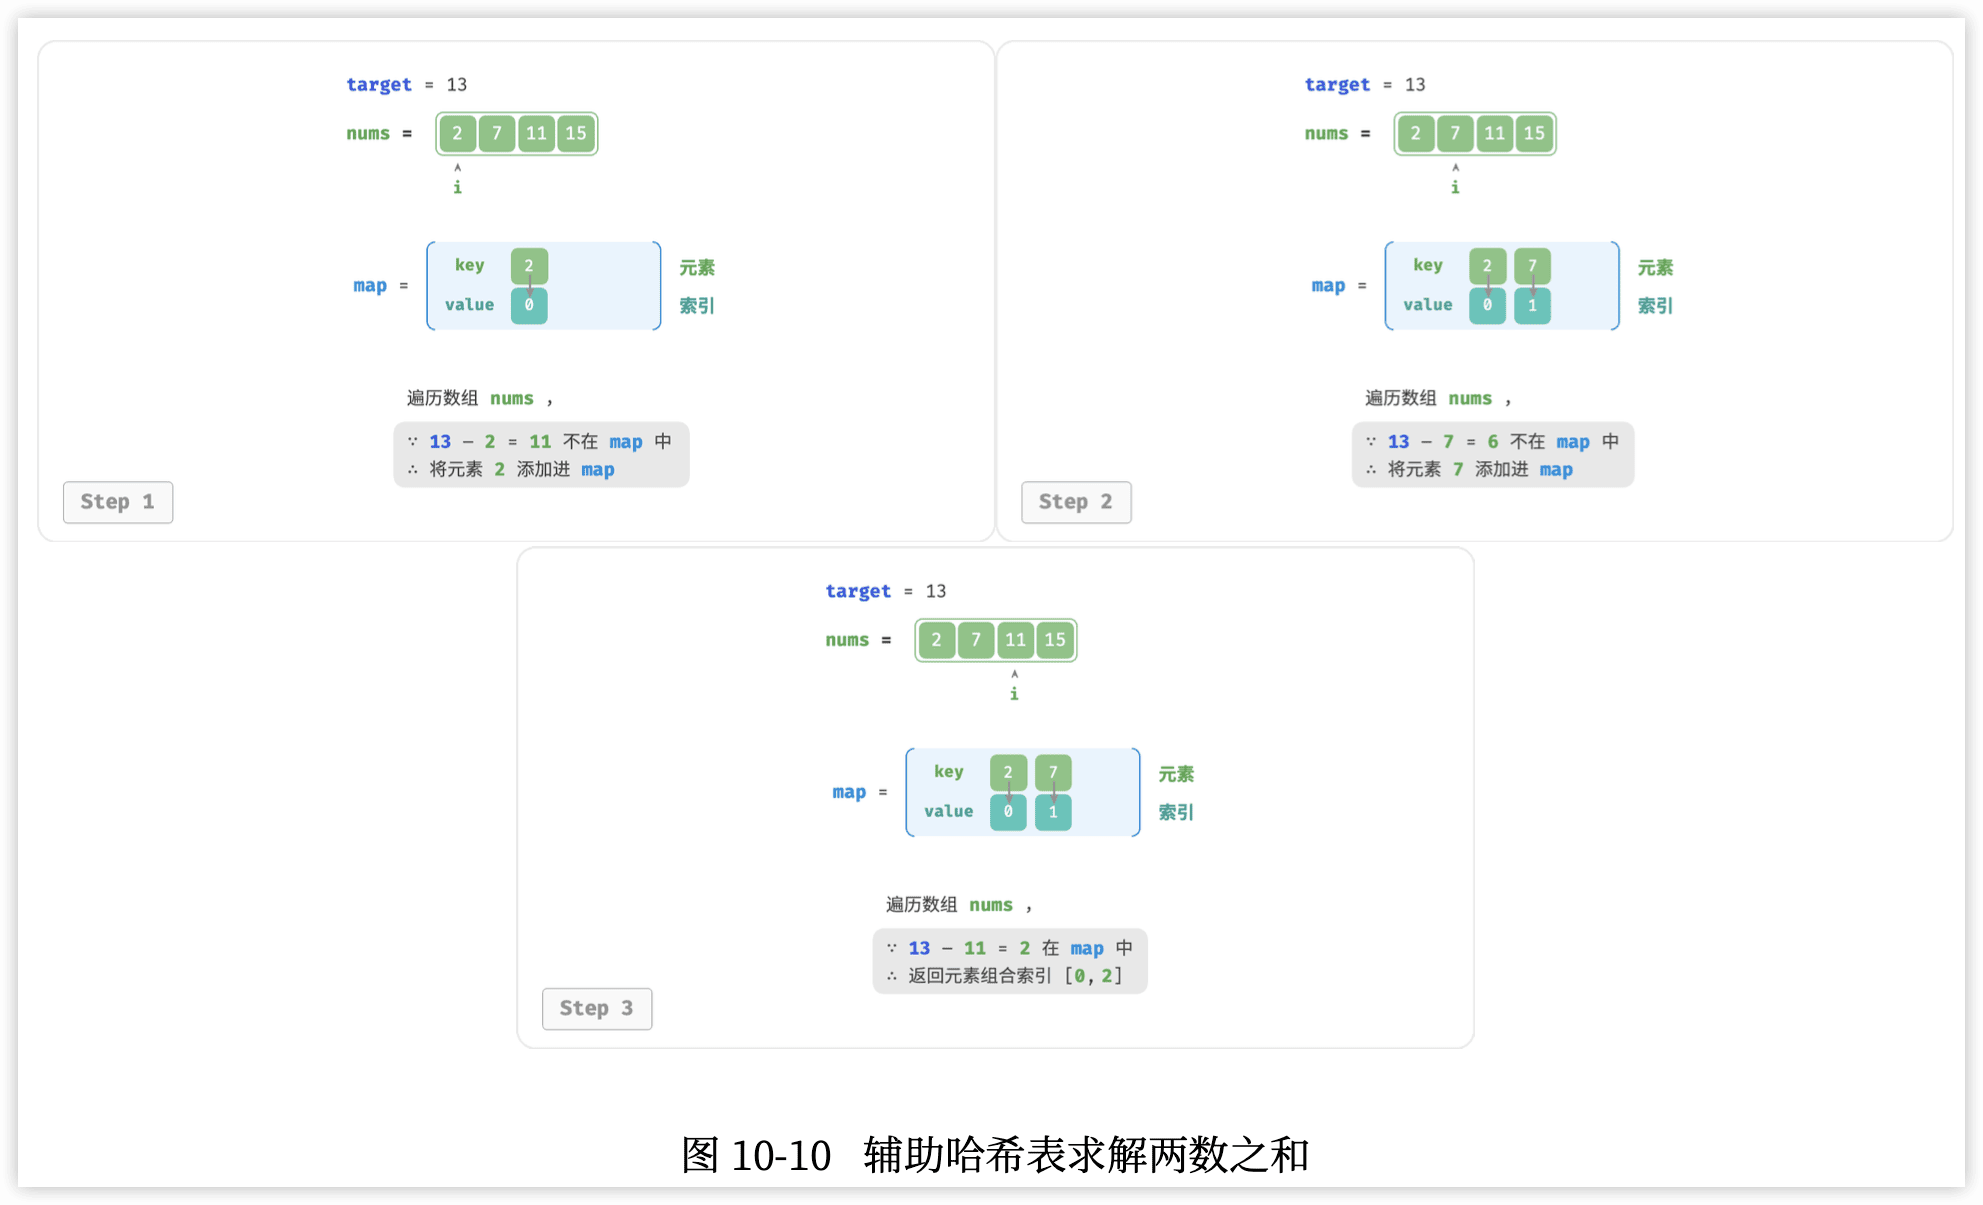 target = 13
nums = 2 7 11 15
^
i
key 2
map =
value 0
元素
索引
遍历数组 nums ，
∵ 13 − 2 = 11 不在 map 中
∴ 将元素 2 添加进 map
Step 1
target = 13
nums = 2 7 11 15
^
i
key 2 7
map =
value 0 1
元素
索引
遍历数组 nums ，
∵ 13 − 7 = 6 不在 map 中
∴ 将元素 7 添加进 map
Step 2
target = 13
nums = 2 7 11 15
^
i
key 2 7
map =
value 0 1
元素
索引
遍历数组 nums ，
∵ 13 − 11 = 2 在 map 中
∴ 返回元素组合索引 [0, 2]
Step 3
图 10-10 辅助哈希表求解两数之和